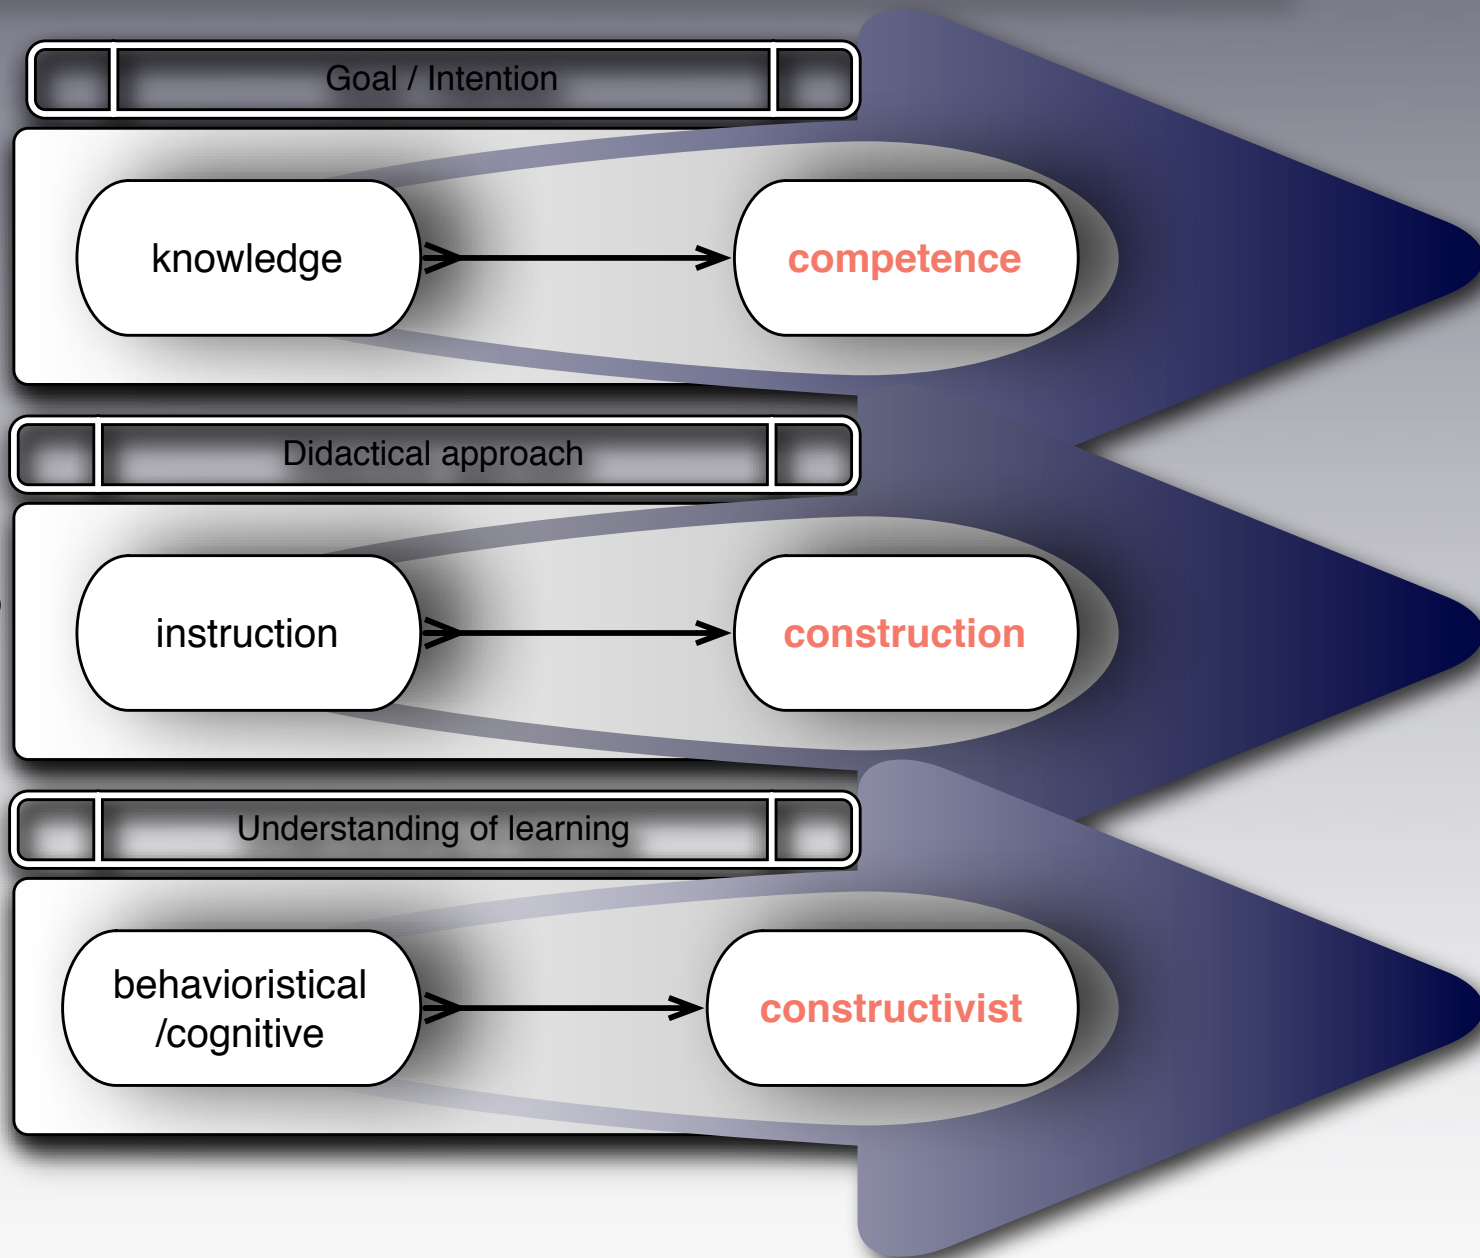 Goal / Intention
knowledge
competence
Didactical approach
instruction
construction
Understanding of learning
behavioristical
/cognitive
constructivist